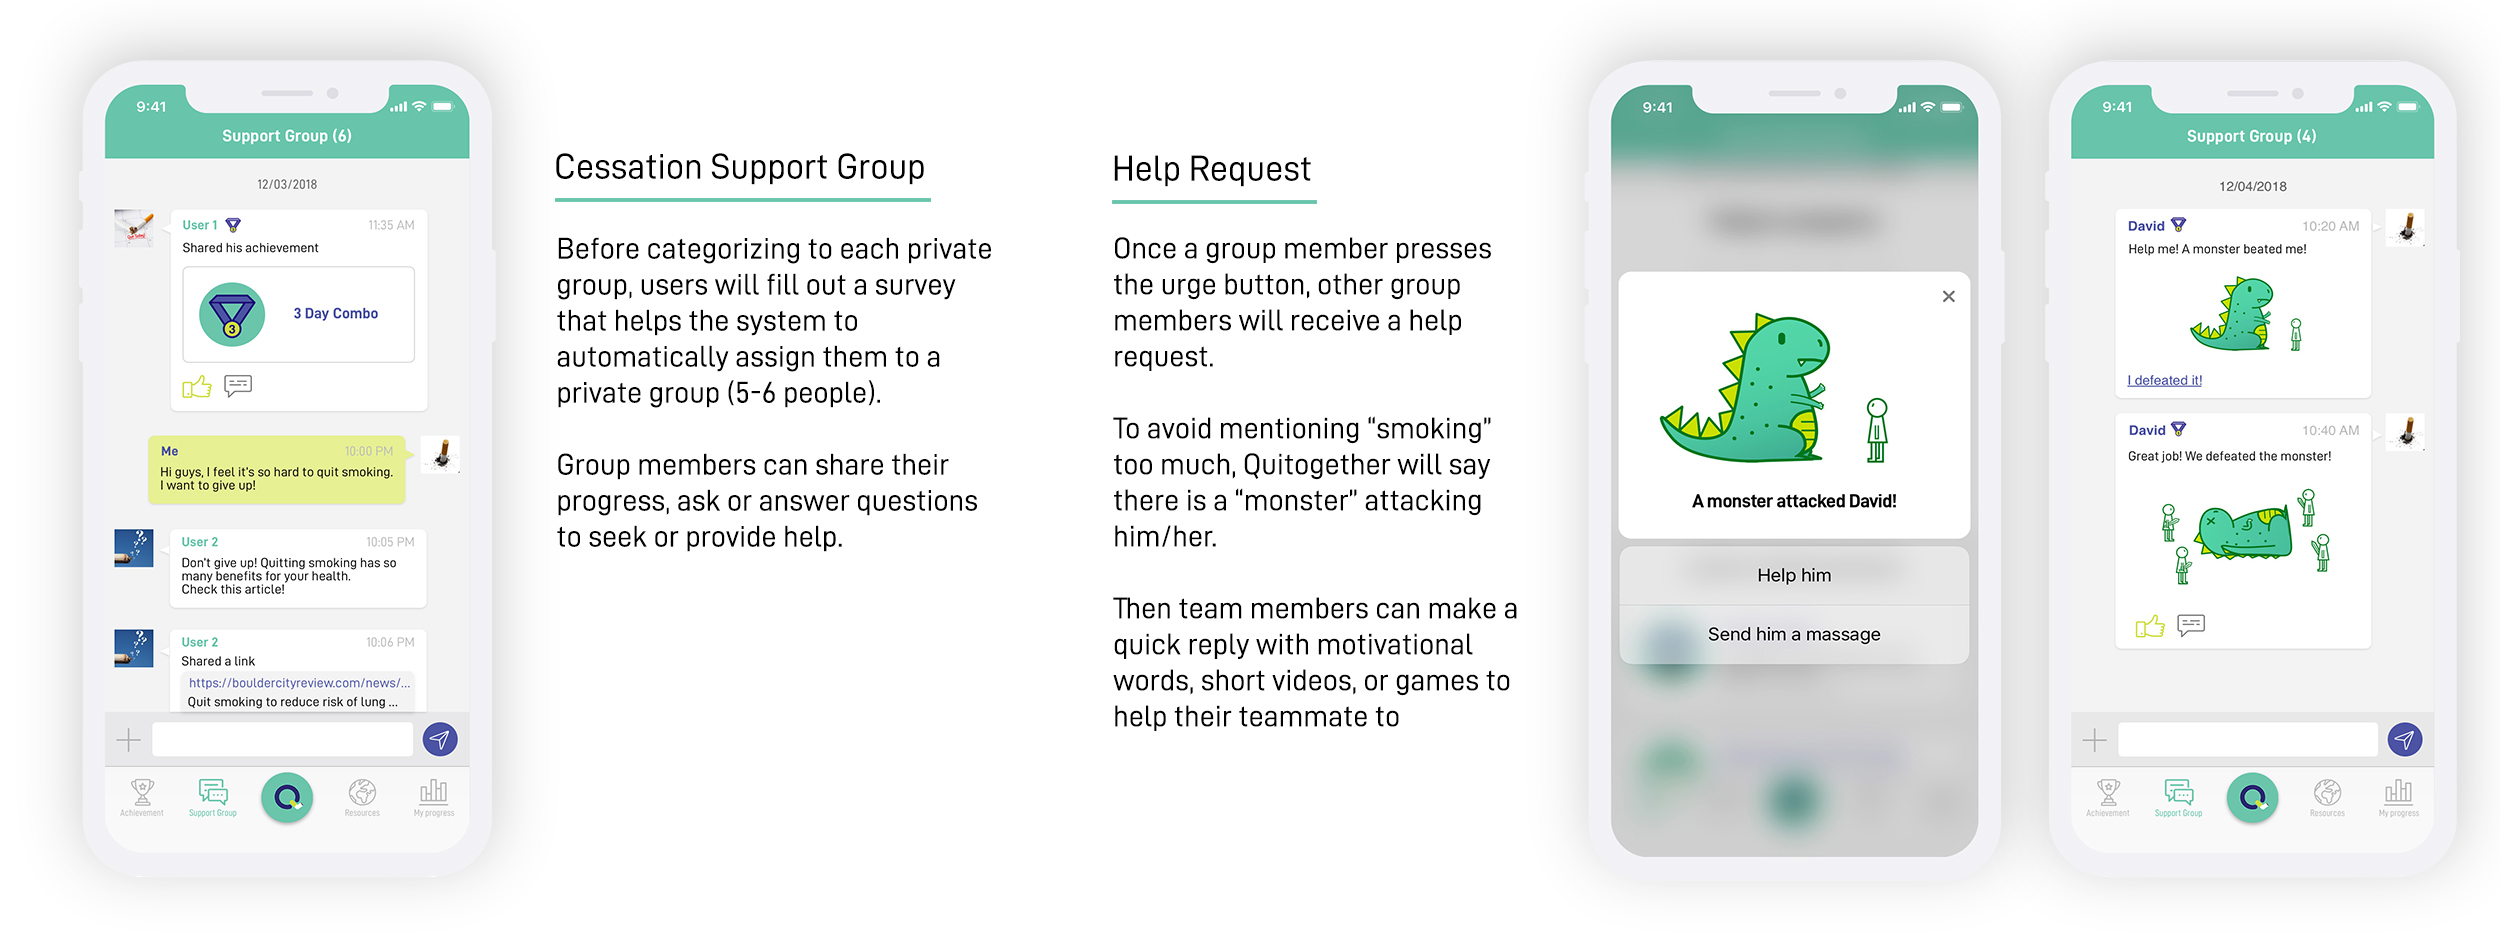 9:41
Support Group (6)
12/03/2018
User 1
11:35 AM
Shared his achievement
3
3 Day Combo
Me
10:00 PM
Hi guys, I feel it's so hard to quit smoking.
I want to give up!
User 2
10:05 PM
Don't give up! Quitting smoking has so
many benefits for your health.
Check this article!
User 2
10:06 PM
Shared a link
https://bouldercityreview.com/news/...
Quit smoking to reduce risk of lung ...
Achievement
Support Group
Resources
My progress
Cessation Support Group
Before categorizing to each private
group, users will fill out a survey
that helps the system to
automatically assign them to a
private group (5-6 people).
Group members can share their
progress, ask or answer questions
to seek or provide help.
Help Request
Once a group member presses
the urge button, other group
members will receive a help
request.
To avoid mentioning “smoking”
too much, Quitogether will say
there is a “monster” attacking
him/her.
Then team members can make a
quick reply with motivational
words, short videos, or games to
help their teammate to
9:41
A monster attacked David!
Help him
Send him a massage
9:41
Support Group (4)
12/04/2018
David
10:20 AM
Help me! A monster beated me!
I defeated it!
David
10:40 AM
Great job! We defeated the monster!
Achievement
Support Group
Resources
My progress